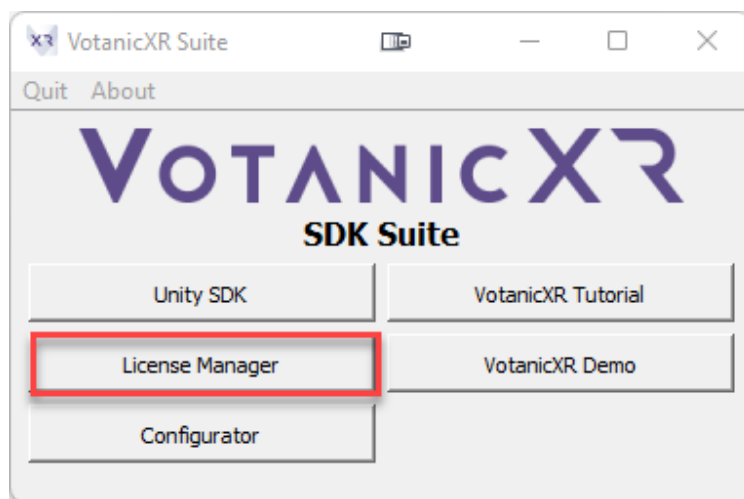 VotanicXR Suite
Quit About
VOTANICXR
SDK Suite
Unity SDK VotanicXR Tutorial
License Manager VotanicXR Demo
Configurator